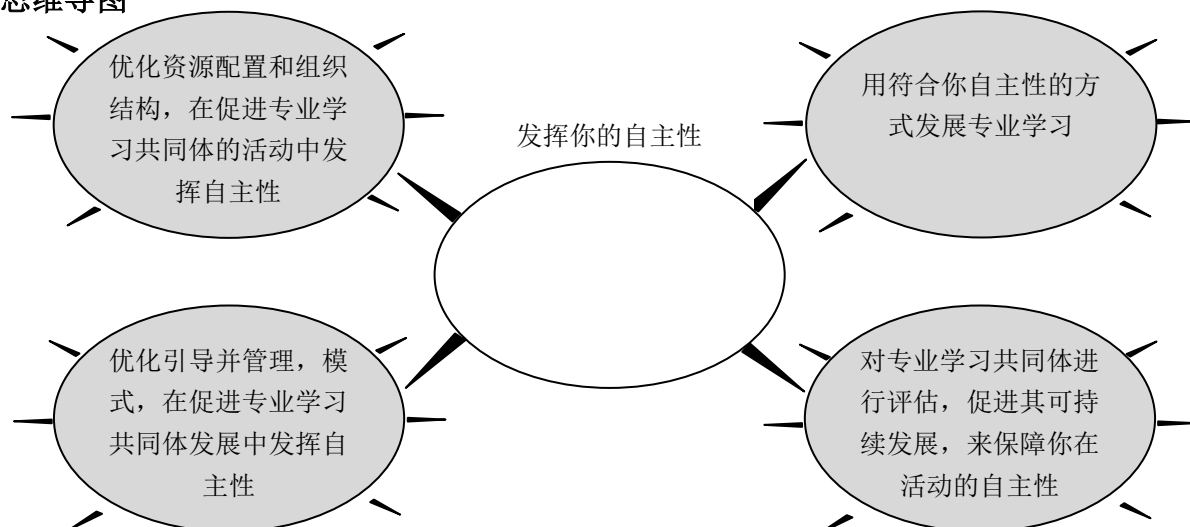 思维导图
优化资源配置和组织
结构，在促进专业学
习共同体的活动中发
挥自主性
用符合你自主性的方
式发展专业学习
发挥你的自主性
优化引导并管理，模
式，在促进专业学习
共同体发展中发挥自
主性
对专业学习共同体进
行评估，促进其可持
续发展，来保障你在
活动的自主性